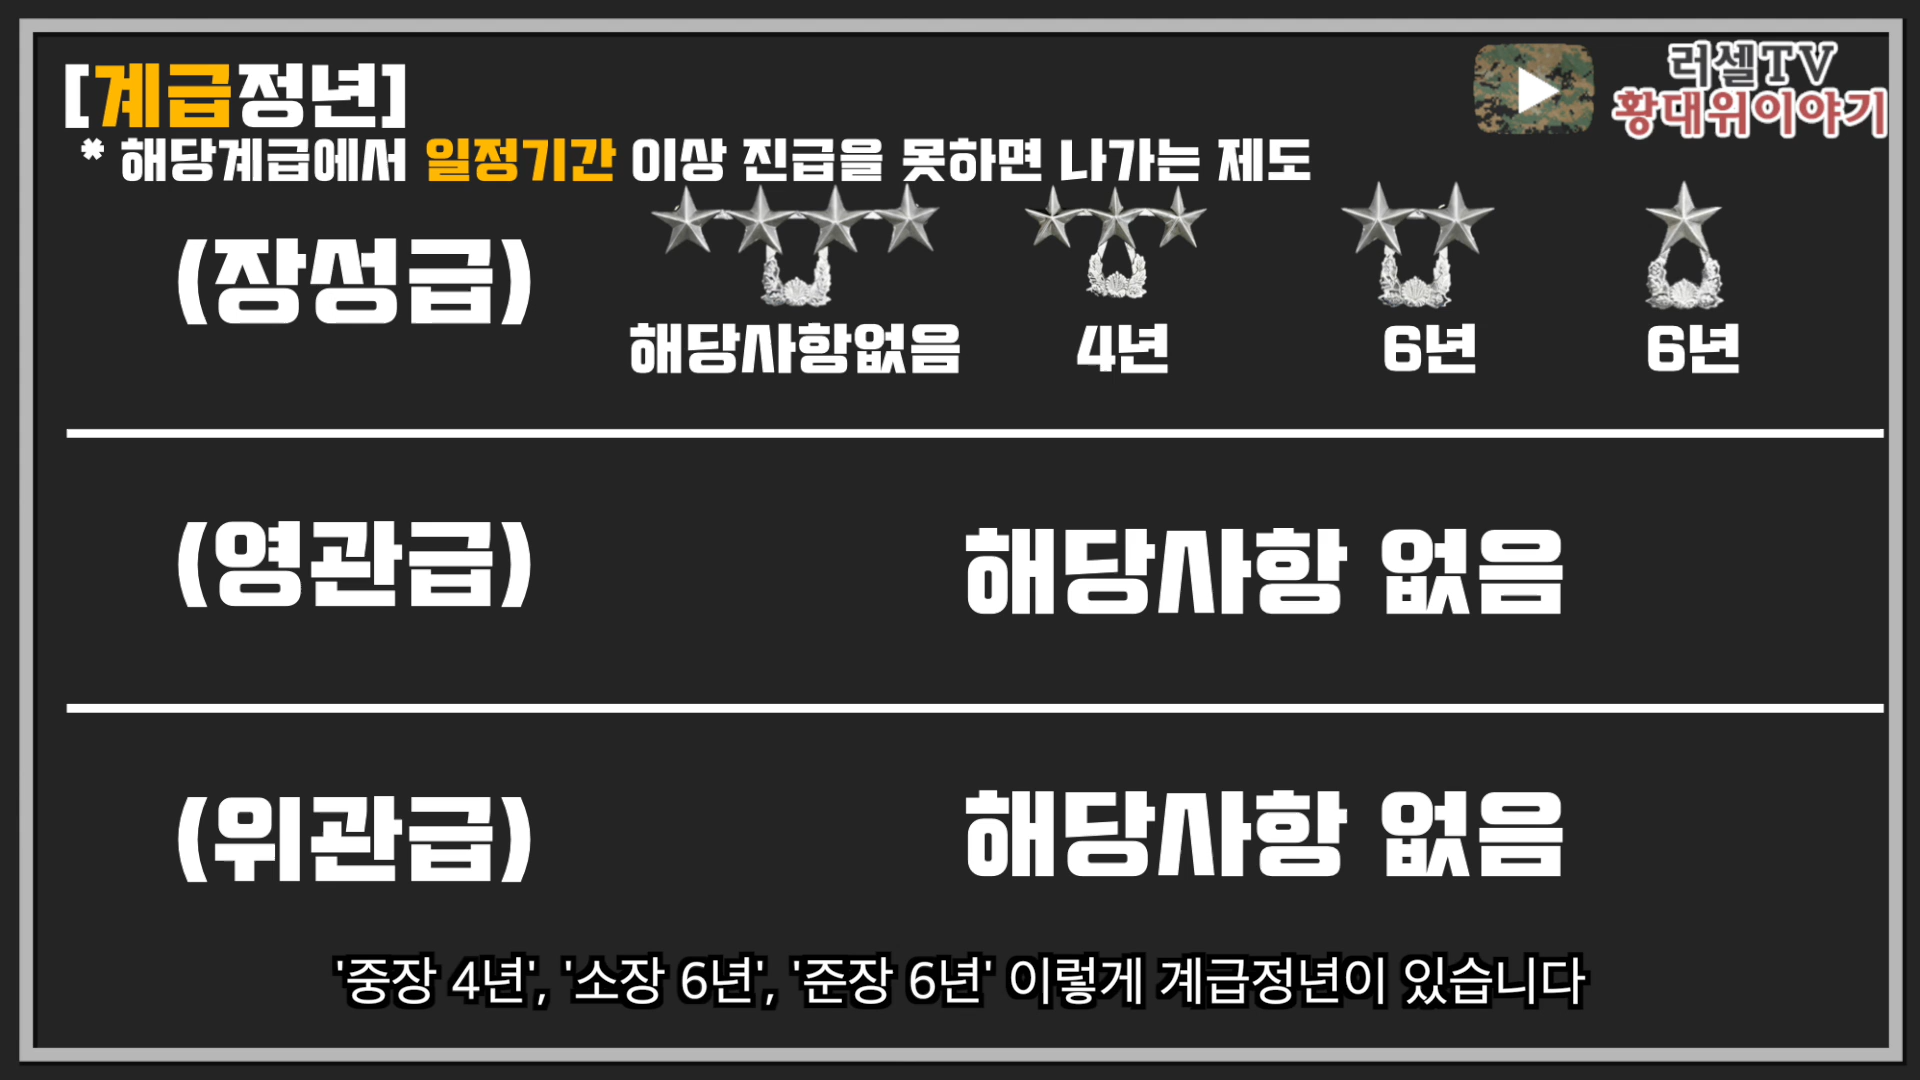 [계급정년]
러셀TV
황대위이야기
* 해당계급에서 일정기간 이상 진급을 못하면 나가는 제도
(장성급)
해당사항없음 4년 6년 6년
(영관급) 해당사항 없음
(위관급) 해당사항 없음
'중장 4년', '소장 6년', '준장 6년' 이렇게 계급정년이 있습니다